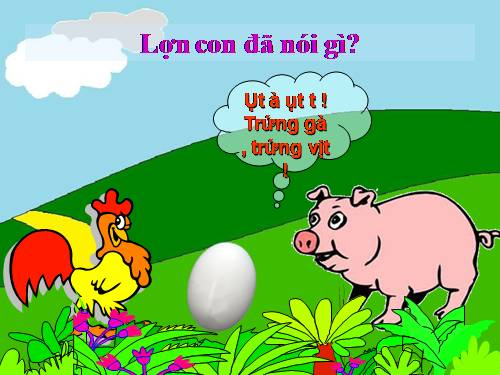 Lợn con đã nói gì?
Ụt à ụt t !
Trứng gà
, trứng vịt
!